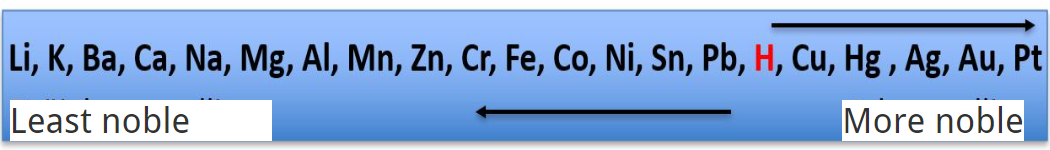 Li, K, Ba, Ca, Na, Mg, Al, Mn, Zn, Cr, Fe, Co, Ni, Sn, Pb, H, Cu, Hg , Ag, Au, Pt
Least noble More noble